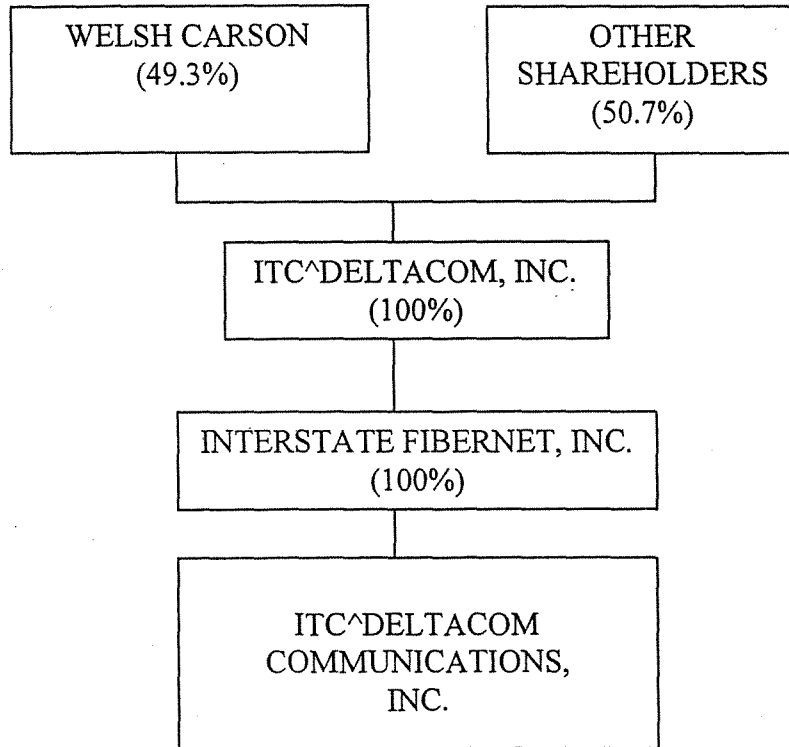 WELSH CARSON
(49.3%)
OTHER
SHAREHOLDERS
(50.7%)
ITC^DELTACOM, INC.
(100%)
INTERSTATE FIBERNET, INC.
(100%)
ITC^DELTACOM
COMMUNICATIONS,
INC.